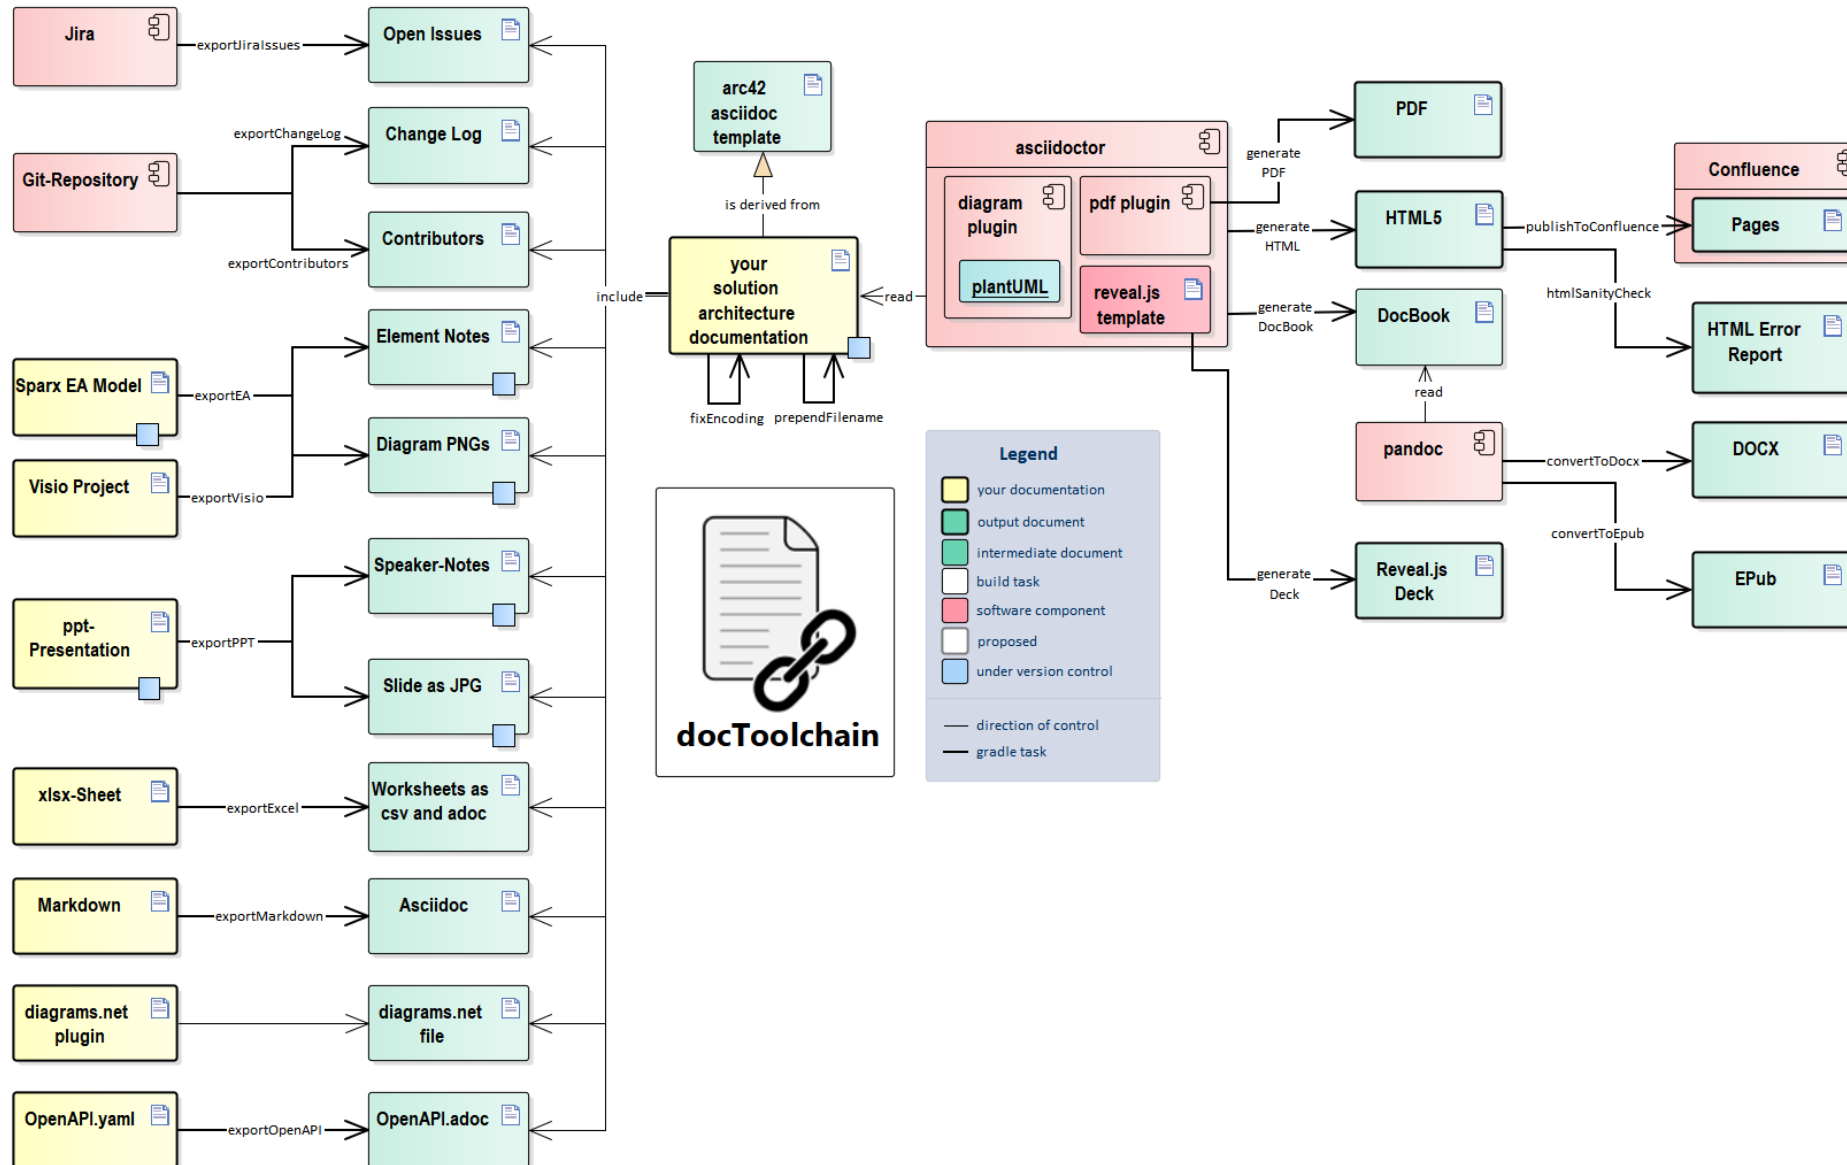 Jira
exportJiraIssues
Open Issues
Git-Repository
exportChangeLog
Change Log
exportContributors
Contributors
Sparx EA Model
exportEA
Element Notes
Visio Project
exportVisio
Diagram PNGs
ppt-
Presentation
exportPPT
Speaker-Notes
Slide as JPG
xlsx-Sheet
exportExcel
Worksheets as
csv and adoc
Markdown
exportMarkdown
Asciidoc
diagrams.net
plugin
diagrams.net
file
OpenAPI.yaml
exportOpenAPI
OpenAPI.adoc
include
arc42
asciidoc
template
is derived from
your
solution
architecture
documentation
fixEncoding
prependFilename
read
asciidoctor
diagram
plugin
plantUML
pdf plugin
reveal.js
template
generate
PDF
PDF
generate
HTML
HTML5
generate
DocBook
DocBook
read
pandoc
generate
Deck
Reveal.js
Deck
publishToConfluence
Confluence
Pages
htmlSanityCheck
HTML Error
Report
convertToDocx
DOCX
convertToEpub
EPub
docToolchain
Legend
your documentation
output document
intermediate document
build task
software component
proposed
under version control
direction of control
gradle task